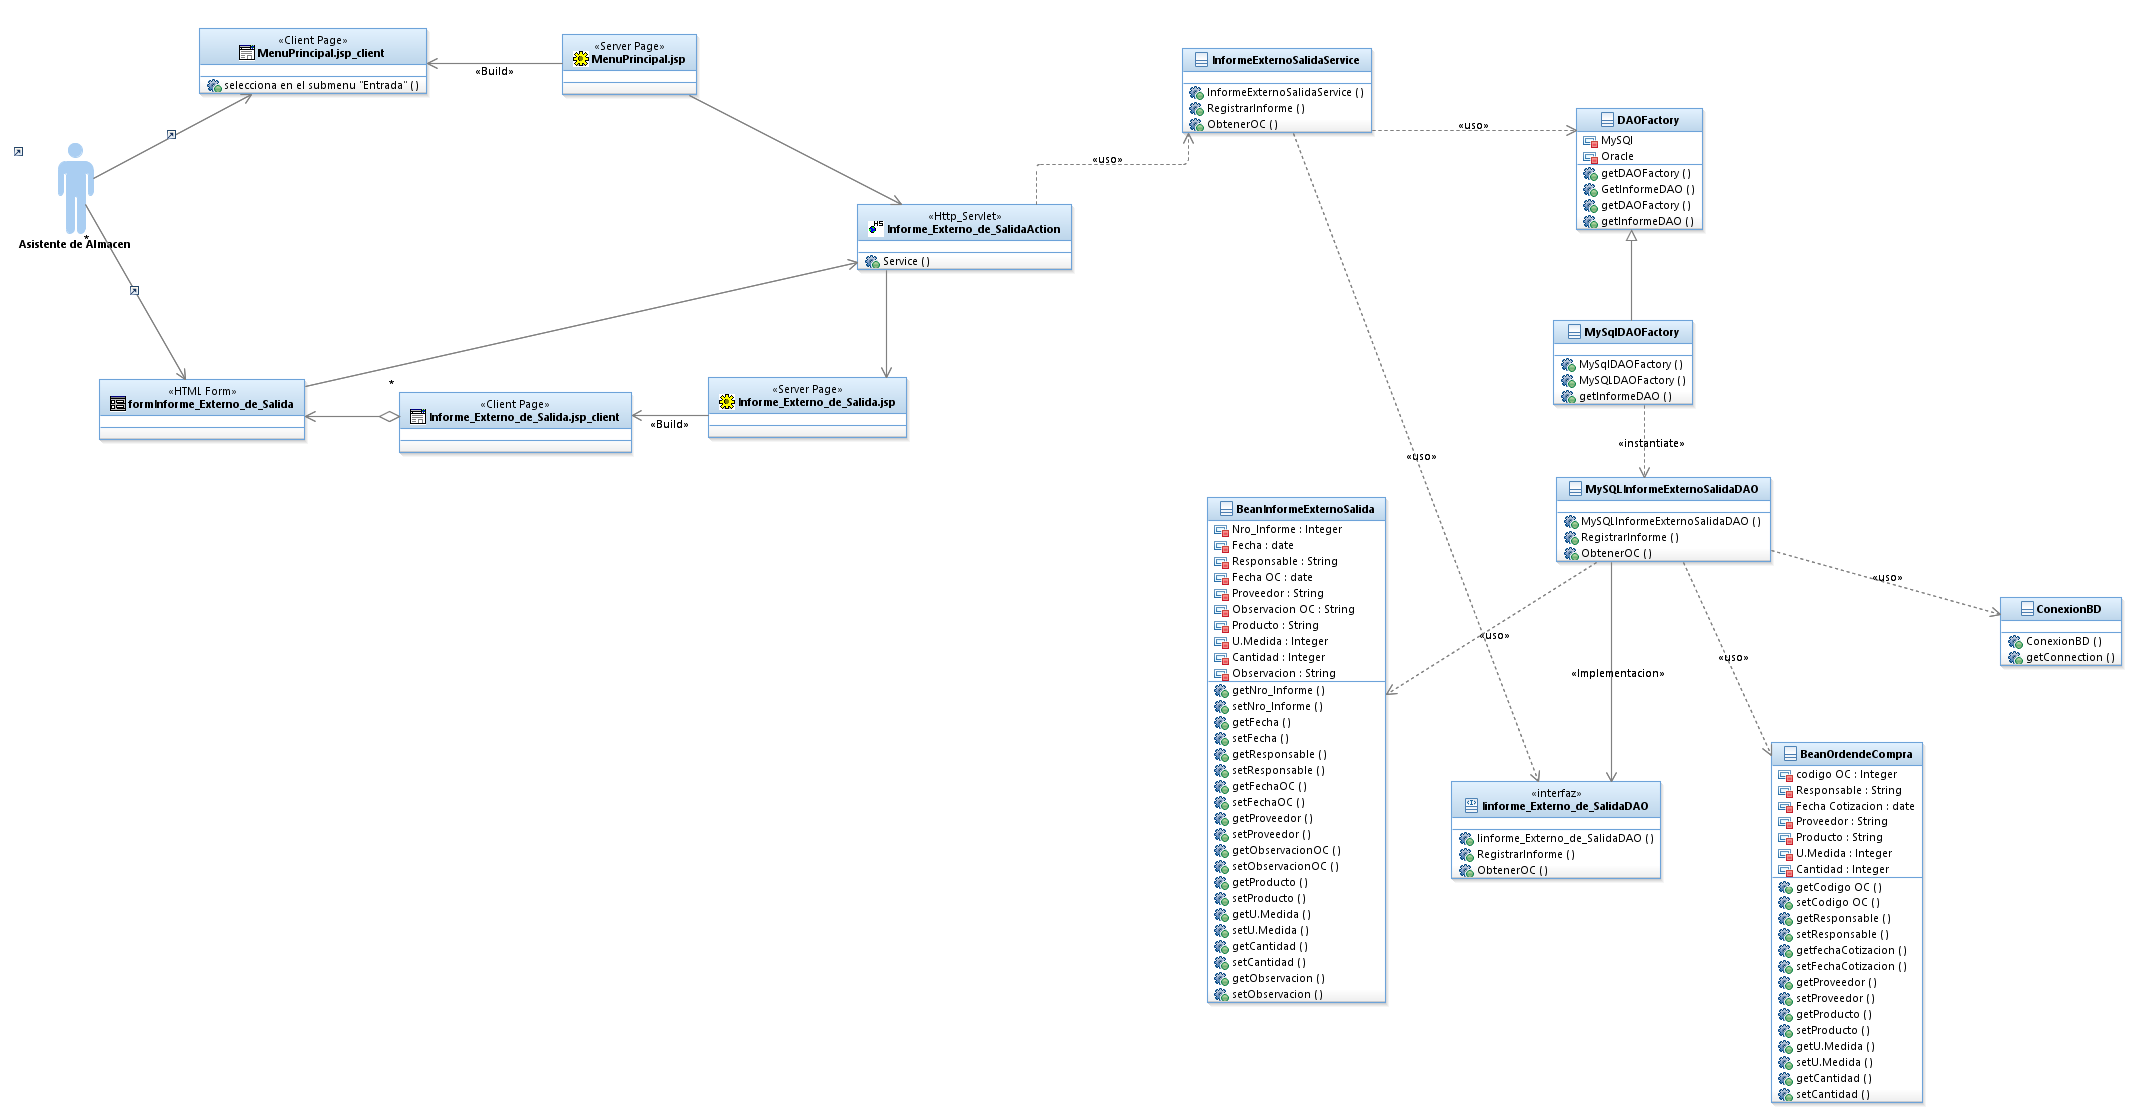 «Client Page»
MenuPrincipal.jsp_client
selecciona en el submenu "Entrada" ( )
«Build»
«Server Page»
MenuPrincipal.jsp
Asistente de Almacen
*
«Http_Servlet»
Informe_Externo_de_SalidaAction
Service ( )
«HTML Form»
formInforme_Externo_de_Salida
*
«Client Page»
Informe_Externo_de_Salida.jsp_client
«Build»
«Server Page»
Informe_Externo_de_Salida.jsp
«uso»
InformeExternoSalidaService
InformeExternoSalidaService ( )
RegistrarInforme ( )
ObtenerOC ( )
«uso»
DAOFactory
MySQl
Oracle
getDAOFactory ( )
GetInformeDAO ( )
getDAOFactory ( )
getInformeDAO ( )
MySqlDAOFactory
MySqlDAOFactory ( )
MySQLDAOFactory ( )
getInformeDAO ( )
«instantiate»
«uso»
MySQLInformeExternoSalidaDAO
MySQLInformeExternoSalidaDAO ( )
RegistrarInforme ( )
ObtenerOC ( )
«uso»
ConexionBD
ConexionBD ( )
getConnection ( )
«uso»
«Implementacion»
«uso»
BeanInformeExternoSalida
Nro_Informe : Integer
Fecha : date
Responsable : String
Fecha OC : date
Proveedor : String
Observacion OC : String
Producto : String
U.Medida : Integer
Cantidad : Integer
Observacion : String
getNro_Informe ( )
setNro_Informe ( )
getFecha ( )
setFecha ( )
getResponsable ( )
setResponsable ( )
getFechaOC ( )
setFechaOC ( )
getProveedor ( )
setProveedor ( )
getObservacionOC ( )
setObservacionOC ( )
getProducto ( )
setProducto ( )
getU.Medida ( )
setU.Medida ( )
getCantidad ( )
setCantidad ( )
getObservacion ( )
setObservacion ( )
«interfaz»
Iinforme_Externo_de_SalidaDAO
Iinforme_Externo_de_SalidaDAO ( )
RegistrarInforme ( )
ObtenerOC ( )
BeanOrdendeCompra
codigo OC : Integer
Responsable : String
Fecha Cotizacion : date
Proveedor : String
Producto : String
U.Medida : Integer
Cantidad : Integer
getCodigo OC ( )
setCodigo OC ( )
getResponsable ( )
setResponsable ( )
getfechaCotizacion ( )
setFechaCotizacion ( )
getProveedor ( )
setProveedor ( )
getProducto ( )
setProducto ( )
getU.Medida ( )
setU.Medida ( )
getCantidad ( )
setCantidad ( )